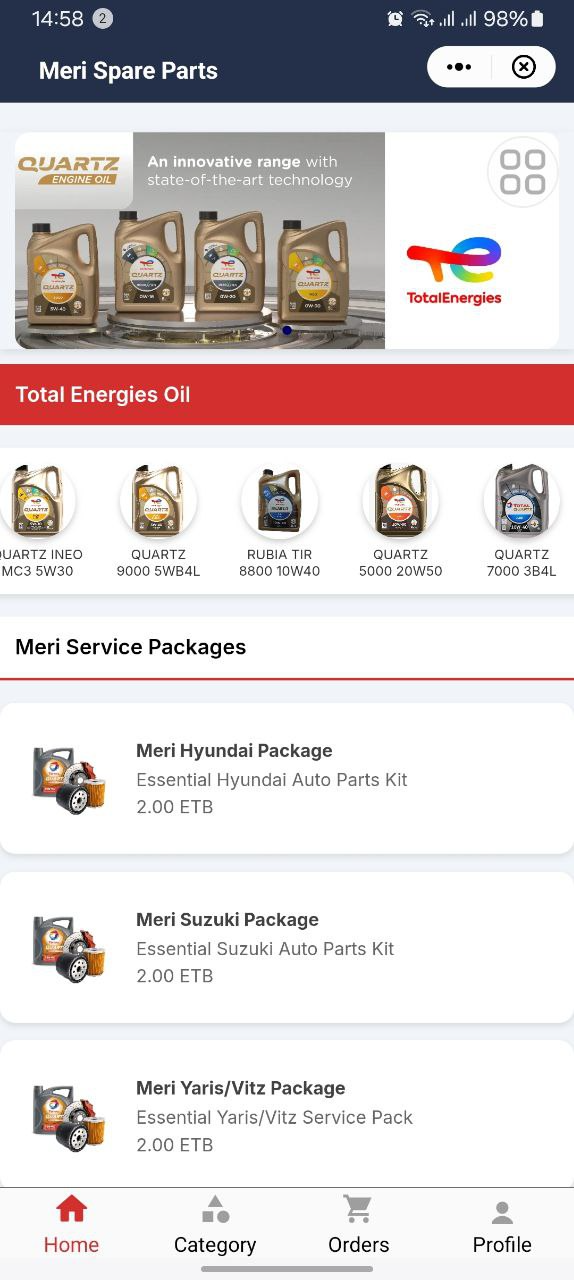 14:58 2 98%
Meri Spare Parts
QUARTZ
ENGINE OIL
An innovative range with
state-of-the-art technology
TotalEnergies
Total Energies Oil
UARTZ INEO
MC3 5W30
QUARTZ
9000 5WB4L
RUBIA TIR
8800 10W40
QUARTZ
5000 20W50
QUARTZ
7000 3B4L
Meri Service Packages
Meri Hyundai Package
Essential Hyundai Auto Parts Kit
2.00 ETB
Meri Suzuki Package
Essential Suzuki Auto Parts Kit
2.00 ETB
Meri Yaris/Vitz Package
Essential Yaris/Vitz Service Pack
2.00 ETB
Home
Category
Orders
Profile